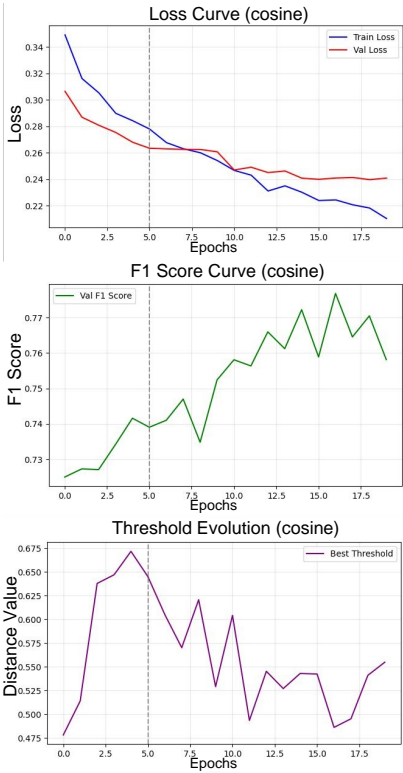 Loss Curve (cosine)
Loss
0.34
0.32
0.30
0.28
0.26
0.24
0.22
Train Loss
Val Loss
0.0 2.5 5.0 7.5 10.0 12.5 15.0 17.5
Epochs
F1 Score Curve (cosine)
F1 Score
0.77
0.76
0.75
0.74
0.73
Val F1 Score
0.0 2.5 5.0 7.5 10.0 12.5 15.0 17.5
Epochs
Threshold Evolution (cosine)
Distance Value
0.675
0.650
0.625
0.600
0.575
0.550
0.525
0.500
0.475
Best Threshold
0.0 2.5 5.0 7.5 10.0 12.5 15.0 17.5
Epochs